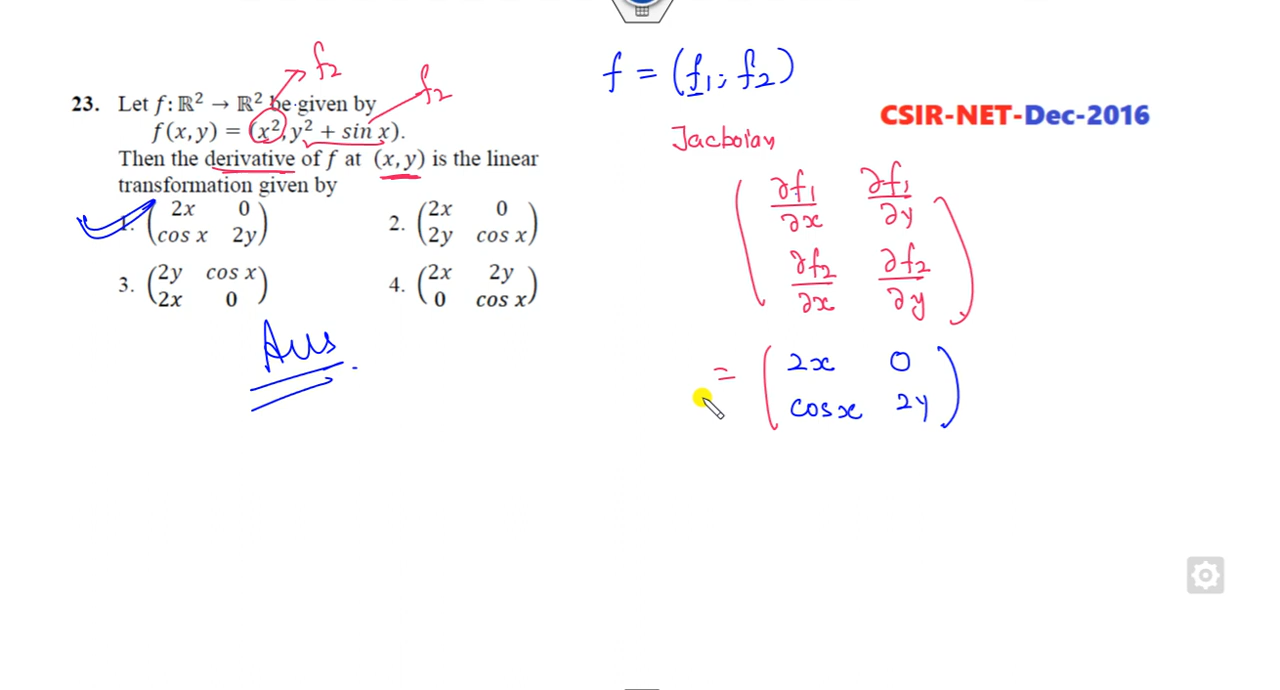 f₂
f₂
f = (f₁, f₂)
CSIR-NET-Dec-2016
23. Let f: ℝ² → ℝ² be given by
f(x, y) = (x², y² + sin x).
Then the derivative of f at (x, y) is the linear
transformation given by
1. (2x 0
cos x 2y)
2. (2x 0
2y cos x)
3. (2y cos x
2x 0)
4. (2x 2y
0 cos x)
Ans.
Jacboian
(∂f₁/∂x ∂f₁/∂y
∂f₂/∂x ∂f₂/∂y)
= (2x 0
cosx 2y)